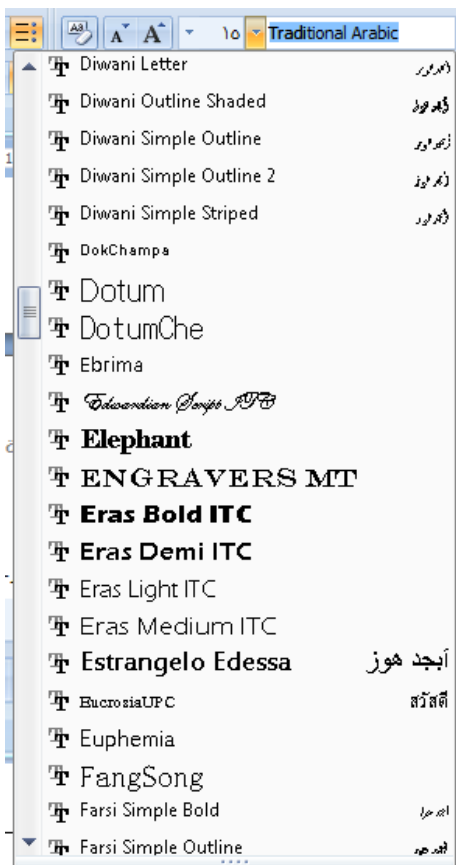 ١٥ Traditional Arabic
Diwani Letter
Diwani Outline Shaded
Diwani Simple Outline
Diwani Simple Outline 2
Diwani Simple Striped
DokChampa
Dotum
DotumChe
Ebrima
Edwardian Script ITC
Elephant
ENGRAVERS MT
Eras Bold ITC
Eras Demi ITC
Eras Light ITC
Eras Medium ITC
Estrangelo Edessa أبجد هوز
EucrosiaUPC สวัสดี
Euphemia
FangSong
Farsi Simple Bold
Farsi Simple Outline